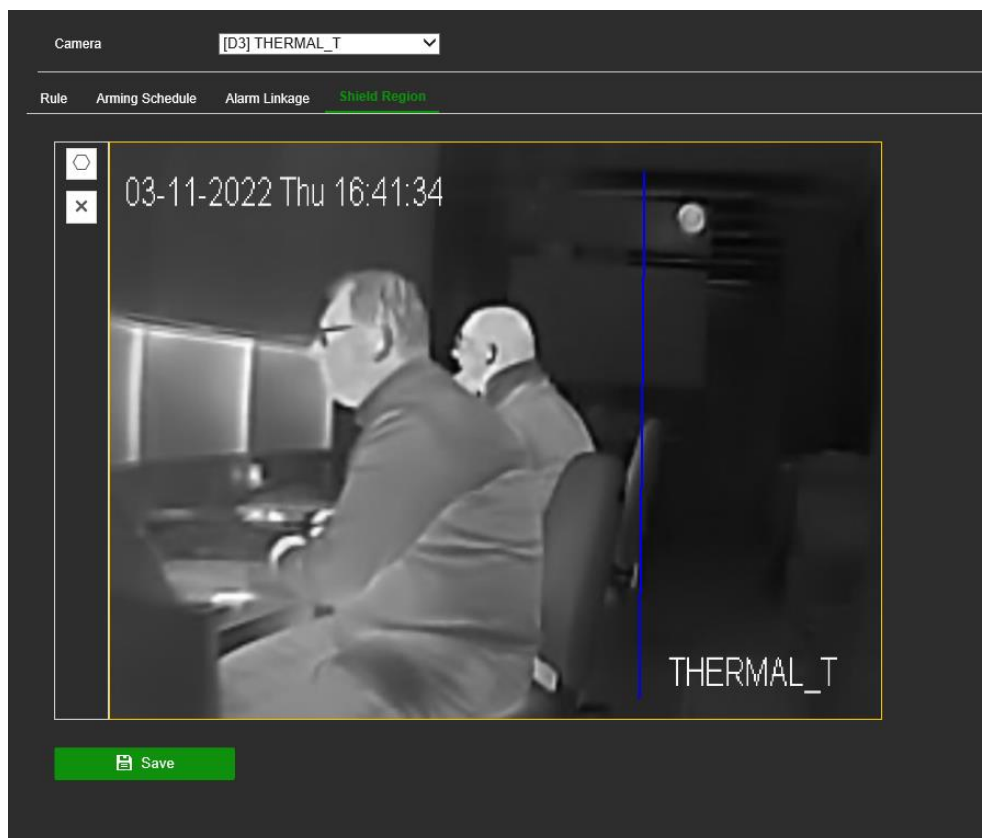 Camera [D3] THERMAL_T
Rule Arming Schedule Alarm Linkage Shield Region
03-11-2022 Thu 16:41:34
THERMAL_T
Save